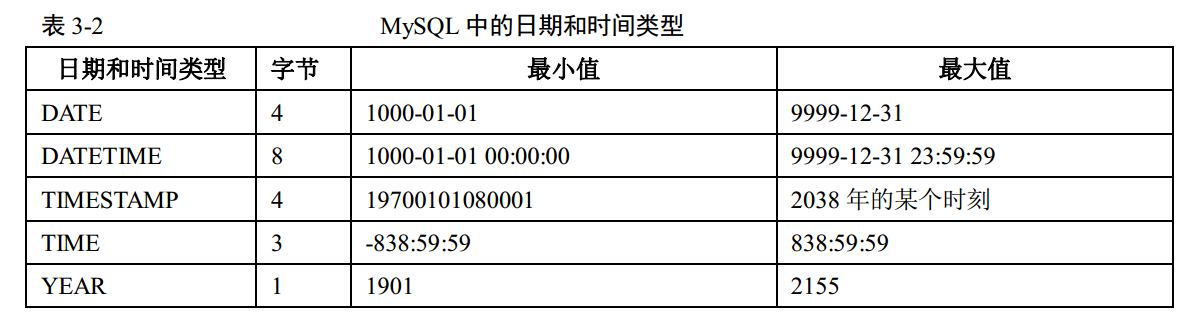 表 3-2 MySQL 中的日期和时间类型
日期和时间类型 字节 最小值 最大值
DATE 4 1000-01-01 9999-12-31
DATETIME 8 1000-01-01 00:00:00 9999-12-31 23:59:59
TIMESTAMP 4 19700101080001 2038 年的某个时刻
TIME 3 -838:59:59 838:59:59
YEAR 1 1901 2155